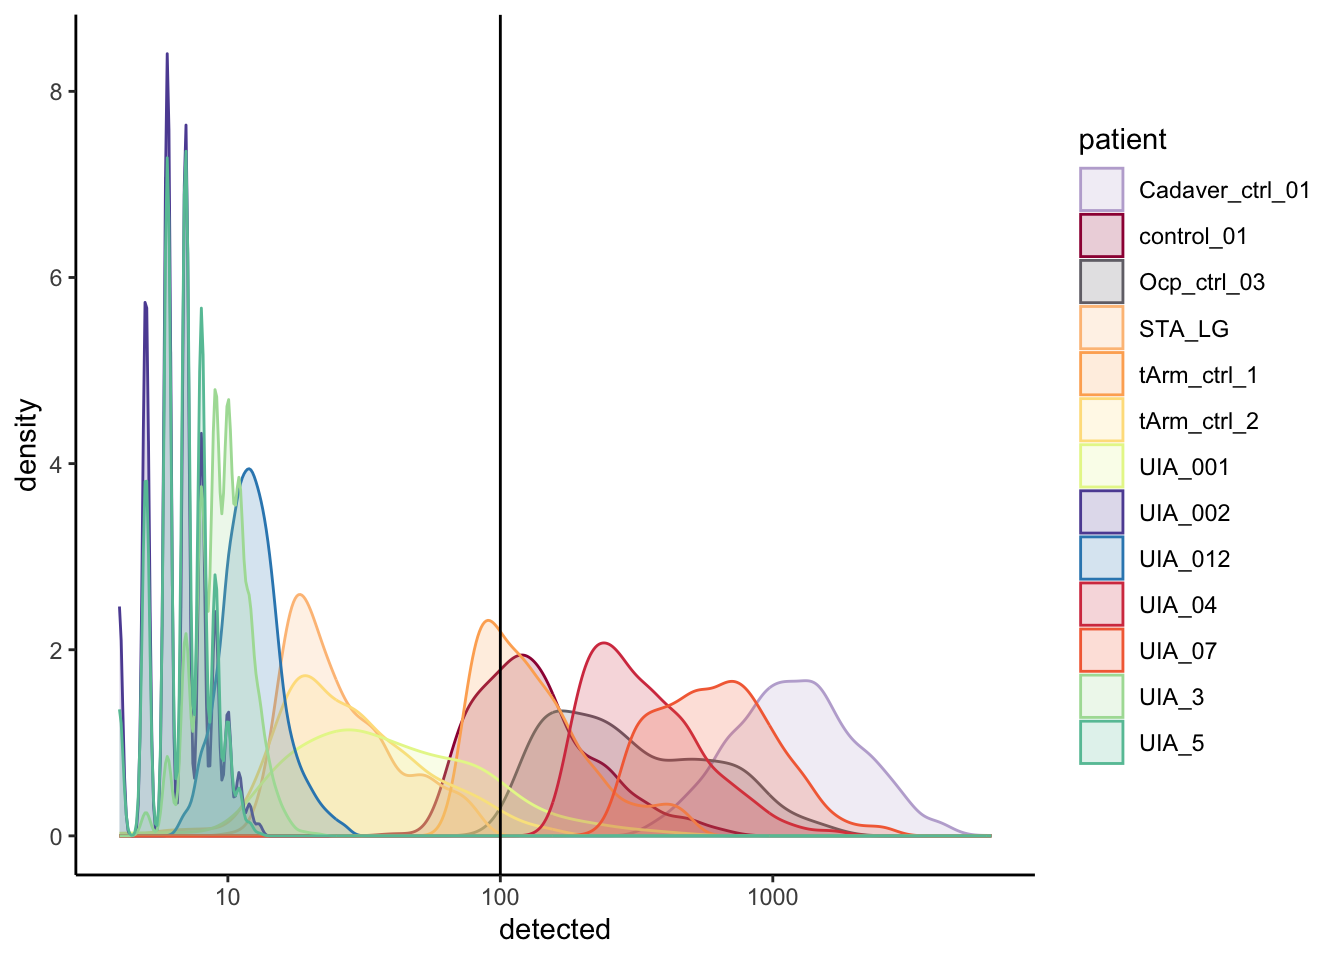 density
8
6
4
2
0
10
100
1000
detected
patient
Cadaver_ctrl_01
control_01
Ocp_ctrl_03
STA_LG
tArm_ctrl_1
tArm_ctrl_2
UIA_001
UIA_002
UIA_012
UIA_04
UIA_07
UIA_3
UIA_5